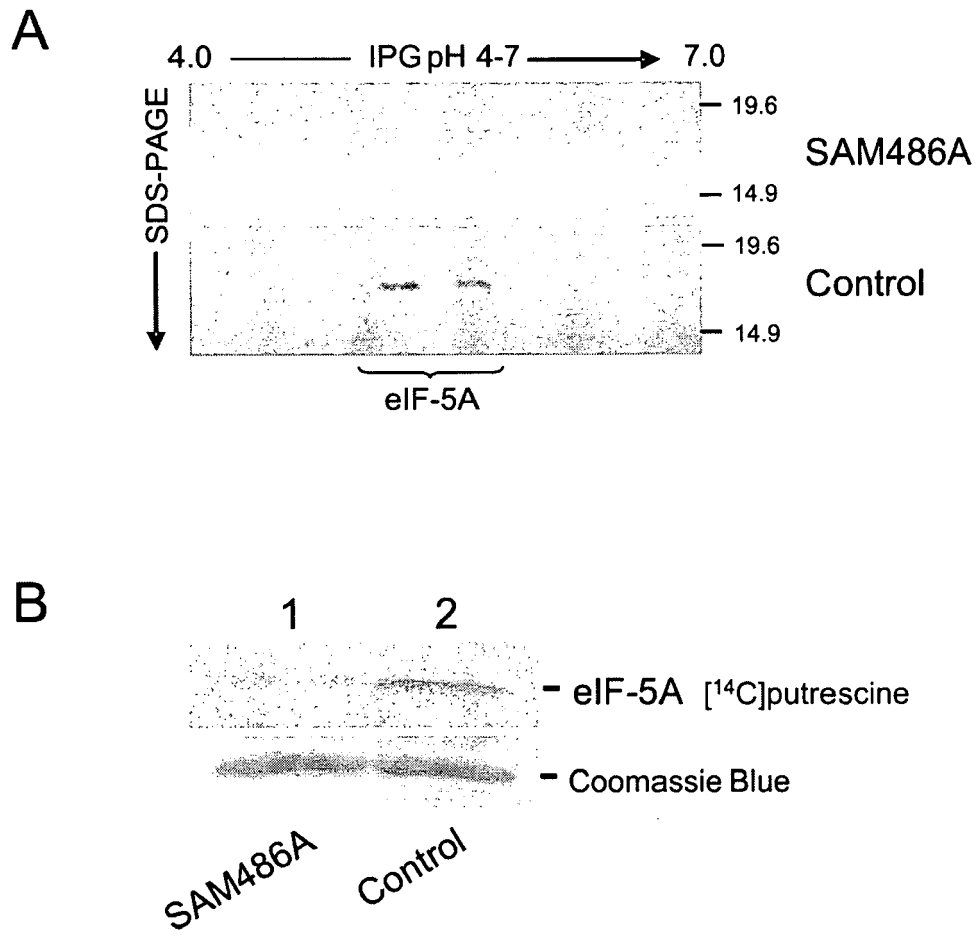 A
4.0 IPG pH 4-7 7.0
SDS-PAGE
19.6
SAM486A
14.9
19.6
Control
14.9
eIF-5A
B
1 2
eIF-5A [¹⁴C]putrescine
Coomassie Blue
SAM486A Control